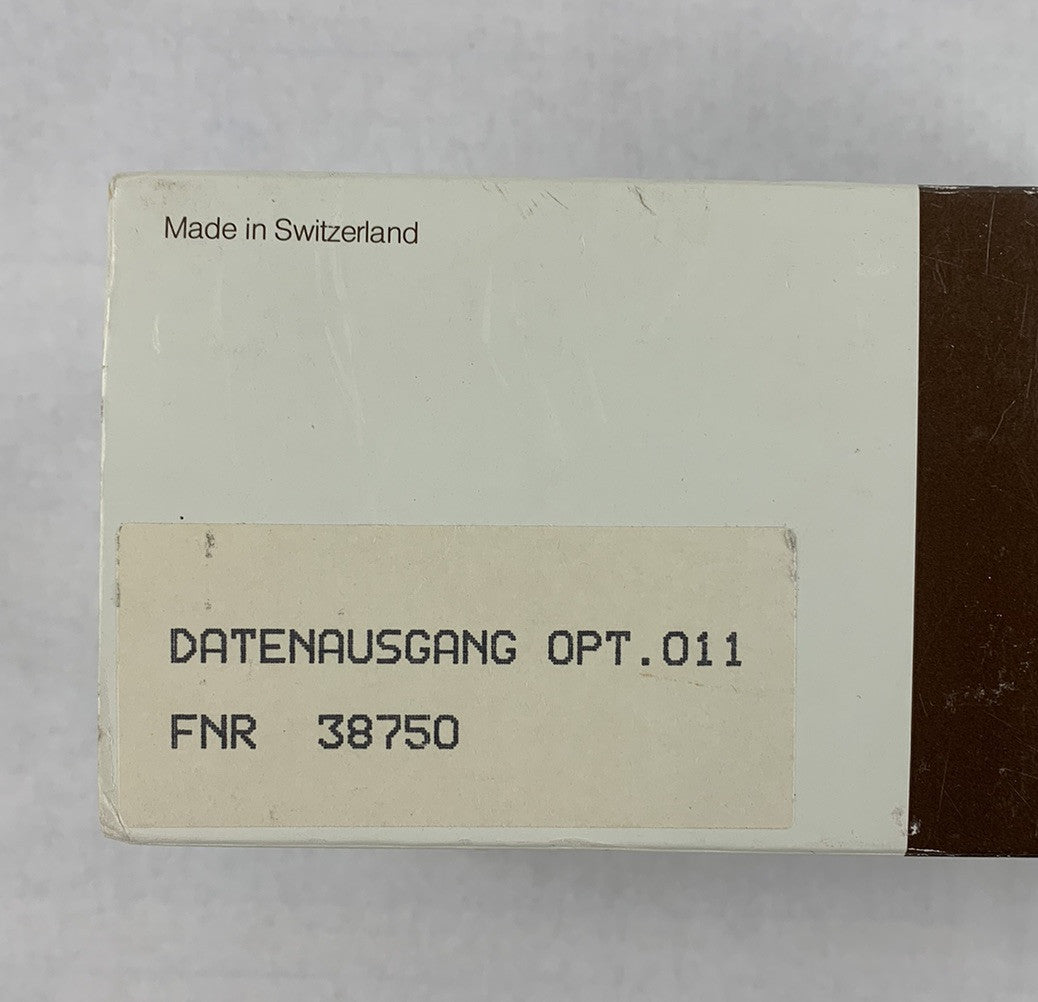 Made in Switzerland
DATENAUSGANG OPT.011
FNR 38750